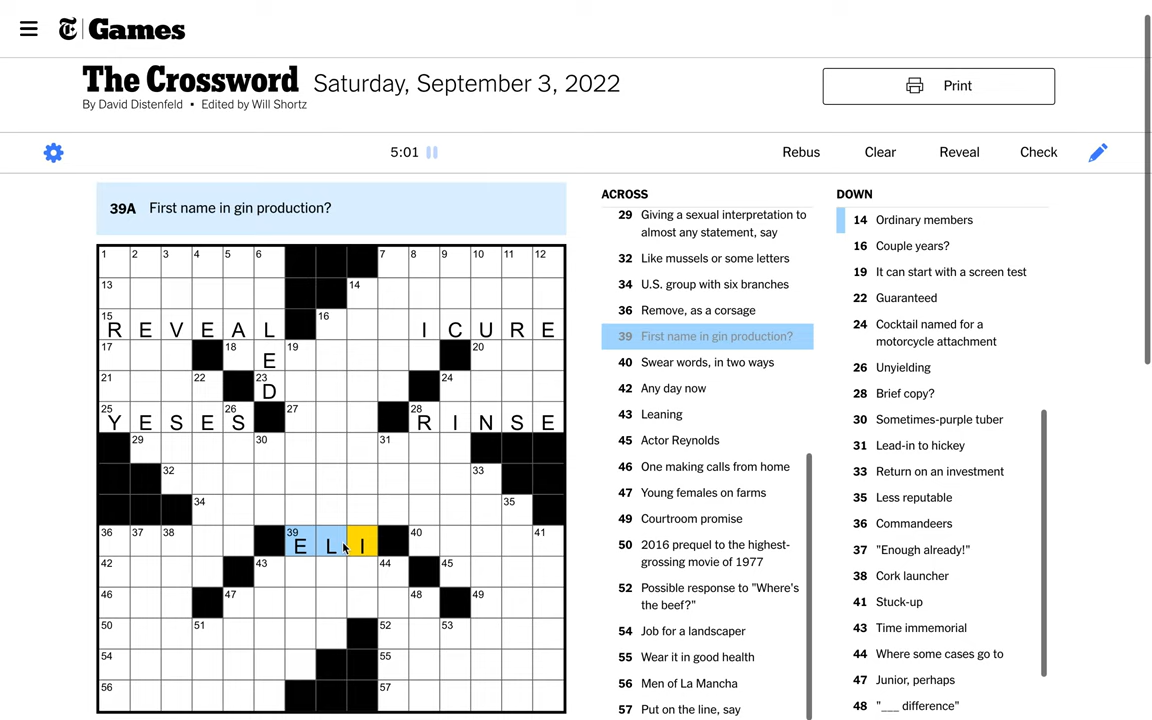 Games
The Crossword Saturday, September 3, 2022
By David Distenfeld • Edited by Will Shortz
Print
5:01
Rebus Clear Reveal Check
39A First name in gin production?
1 2 3 4 5 6 7 8 9 10 11 12
13 14
15 16
R E V E A L I C U R E
17 18 19 20
E
21 22 23 24
D
25 26 27 28
Y E S E S R I N S E
29 30 31
32 33
34 35
36 37 38 39 40 41
E L I
42 43 44 45
46 47 48 49
50 51 52 53
54 55
56 57
ACROSS
29 Giving a sexual interpretation to
almost any statement, say
32 Like mussels or some letters
34 U.S. group with six branches
36 Remove, as a corsage
39 First name in gin production?
40 Swear words, in two ways
42 Any day now
43 Leaning
45 Actor Reynolds
46 One making calls from home
47 Young females on farms
49 Courtroom promise
50 2016 prequel to the highest-
grossing movie of 1977
52 Possible response to "Where's
the beef?"
54 Job for a landscaper
55 Wear it in good health
56 Men of La Mancha
57 Put on the line, say
DOWN
14 Ordinary members
16 Couple years?
19 It can start with a screen test
22 Guaranteed
24 Cocktail named for a
motorcycle attachment
26 Unyielding
28 Brief copy?
30 Sometimes-purple tuber
31 Lead-in to hickey
33 Return on an investment
35 Less reputable
36 Commandeers
37 "Enough already!"
38 Cork launcher
41 Stuck-up
43 Time immemorial
44 Where some cases go to
47 Junior, perhaps
48 "___ difference"